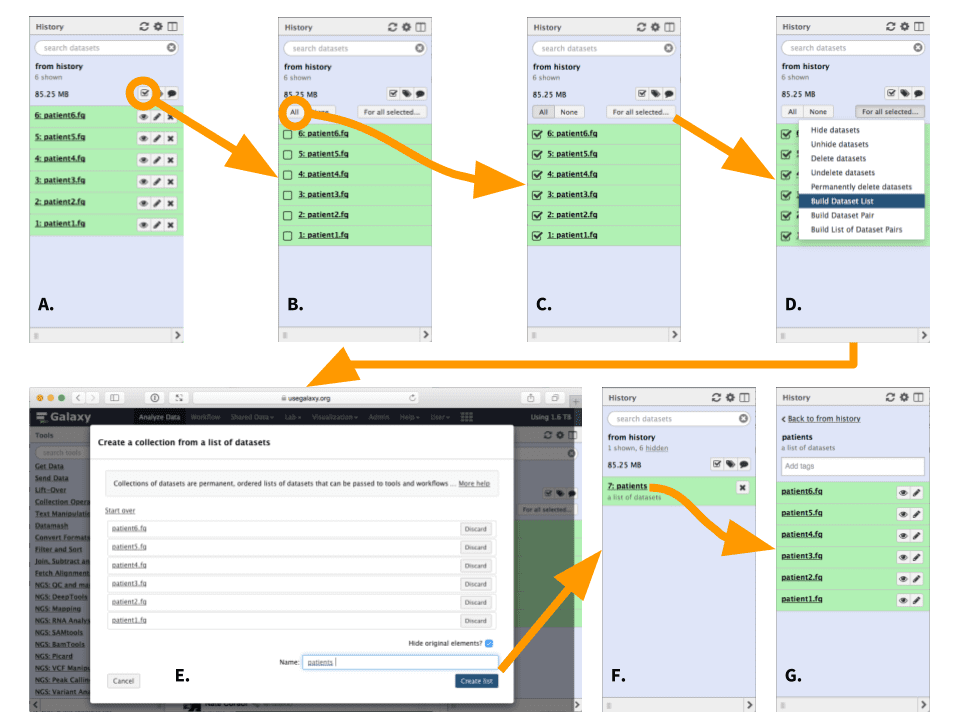 History
search datasets
from history
6 shown
85.25 MB
6: patient6.fq
5: patient5.fq
4: patient4.fq
3: patient3.fq
2: patient2.fq
1: patient1.fq
A.
History
search datasets
from history
6 shown
85.25 MB
All None For all selected...
6: patient6.fq
5: patient5.fq
4: patient4.fq
3: patient3.fq
2: patient2.fq
1: patient1.fq
B.
History
search datasets
from history
6 shown
85.25 MB
All None For all selected...
6: patient6.fq
5: patient5.fq
4: patient4.fq
3: patient3.fq
2: patient2.fq
1: patient1.fq
C.
History
search datasets
from history
6 shown
85.25 MB
All None For all selected...
Hide datasets
Unhide datasets
Delete datasets
Undelete datasets
Permanently delete datasets
Build Dataset List
Build Dataset Pair
Build List of Dataset Pairs
D.
usegalaxy.org
Galaxy Analyze Data Workflow Shared Data Lab Visualization Admin Help User Using 1.6 TB
Tools
search tools
Get Data
Send Data
Lift-Over
Collection Opera
Text Manipulatio
Datamash
Convert Formats
Filter and Sort
Join, Subtract an
Fetch Alignment
NGS: QC and ma
NGS: DeepTools
NGS: Mapping
NGS: RNA Analys
NGS: SAMtools
NGS: BamTools
NGS: Picard
NGS: VCF Manip
NGS: Peak Callin
NGS: Variant Ana
For all selected...
Create a collection from a list of datasets
Collections of datasets are permanent, ordered lists of datasets that can be passed to tools and workflows ... More help
Start over
patient6.fq Discard
patient5.fq Discard
patient4.fq Discard
patient3.fq Discard
patient2.fq Discard
patient1.fq Discard
Hide original elements?
Name: patients
Cancel Create list
E.
History
search datasets
from history
1 shown, 6 hidden
85.25 MB
7: patients
a list of datasets
F.
History
< Back to from history
patients
a list of datasets
Add tags
patient6.fq
patient5.fq
patient4.fq
patient3.fq
patient2.fq
patient1.fq
G.